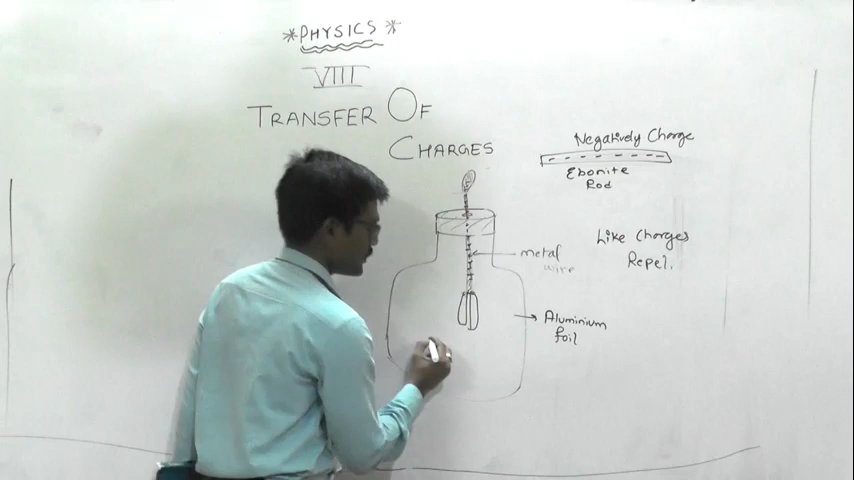 *PHYSICS*
VIII
TRANSFER OF
CHARGES
Negatively Charge
Ebonite
Rod
Like Charges
Repel.
metal
wire
Aluminium
foil